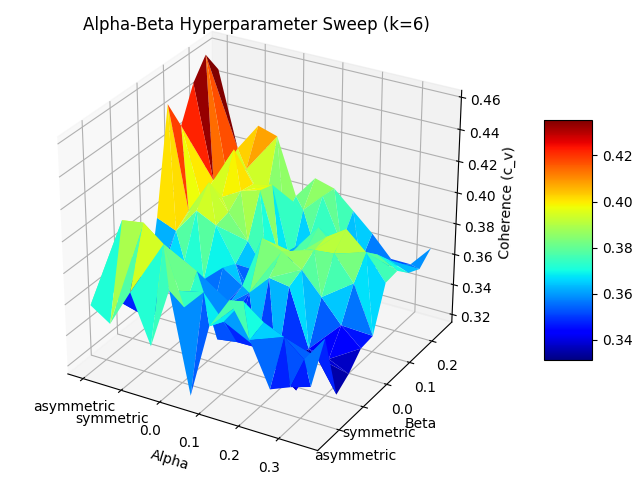 Alpha-Beta Hyperparameter Sweep (k=6)
0.46
0.44
0.42
0.40
0.38
0.36
0.34
0.32
Coherence (c_v)
0.42
0.40
0.38
0.36
0.34
asymmetric
symmetric
0.0
0.1
0.2
0.3
Alpha
0.2
0.1
0.0
symmetric
asymmetric
Beta